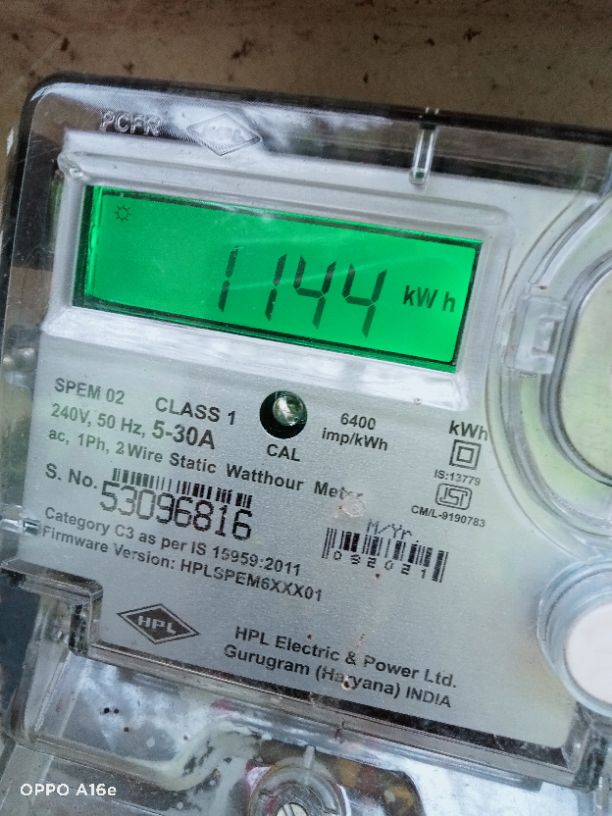 PCFR HPL
1144 kWh
SPEM 02 CLASS 1
240V, 50 Hz, 5-30A
ac, 1Ph, 2Wire Static Watthour Meter
CAL
6400
imp/kWh
kWh
IS:13779
CM/L-9190783
S. No. 53096816
M/Yr.
092021
Category C3 as per IS 15959:2011
Firmware Version: HPLSPEM6XXX01
HPL
HPL Electric & Power Ltd.
Gurugram (Haryana) INDIA
OPPO A16e